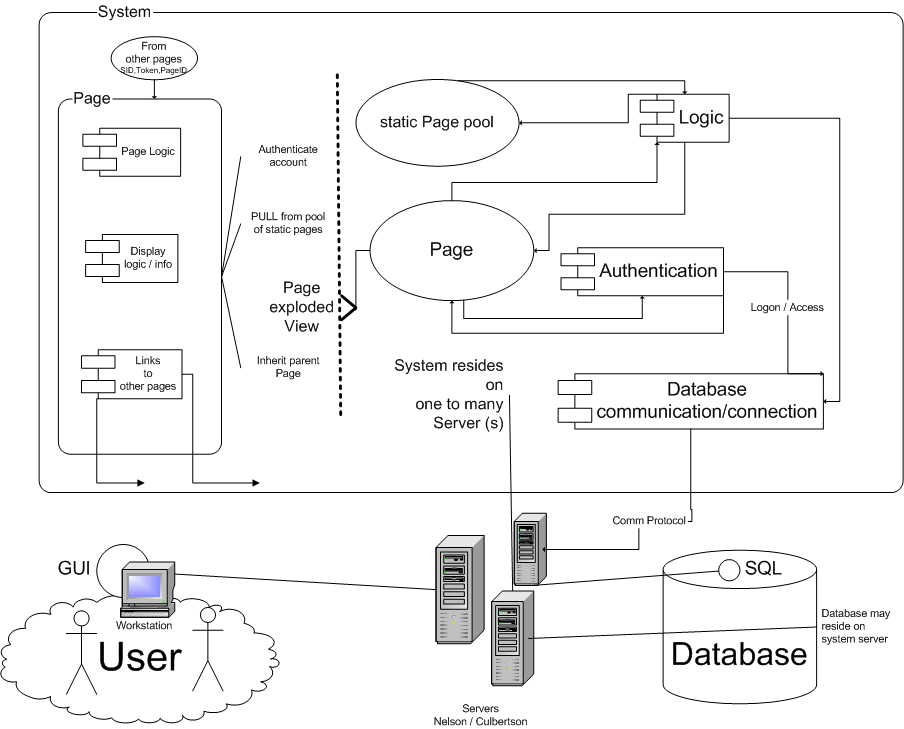 System
From
other pages
SID,Token,PageID
Page
Page Logic
Display
logic / info
Links
to
other pages
Authenticate
account
PULL from pool
of static pages
Inherit parent
Page
Page
exploded
View
static Page pool
Logic
Page
Authentication
Logon / Access
Database
communication/connection
System resides
on
one to many
Server (s)
Comm Protocol
GUI
Workstation
User
Servers
Nelson / Culbertson
SQL
Database
Database may
reside on
system server